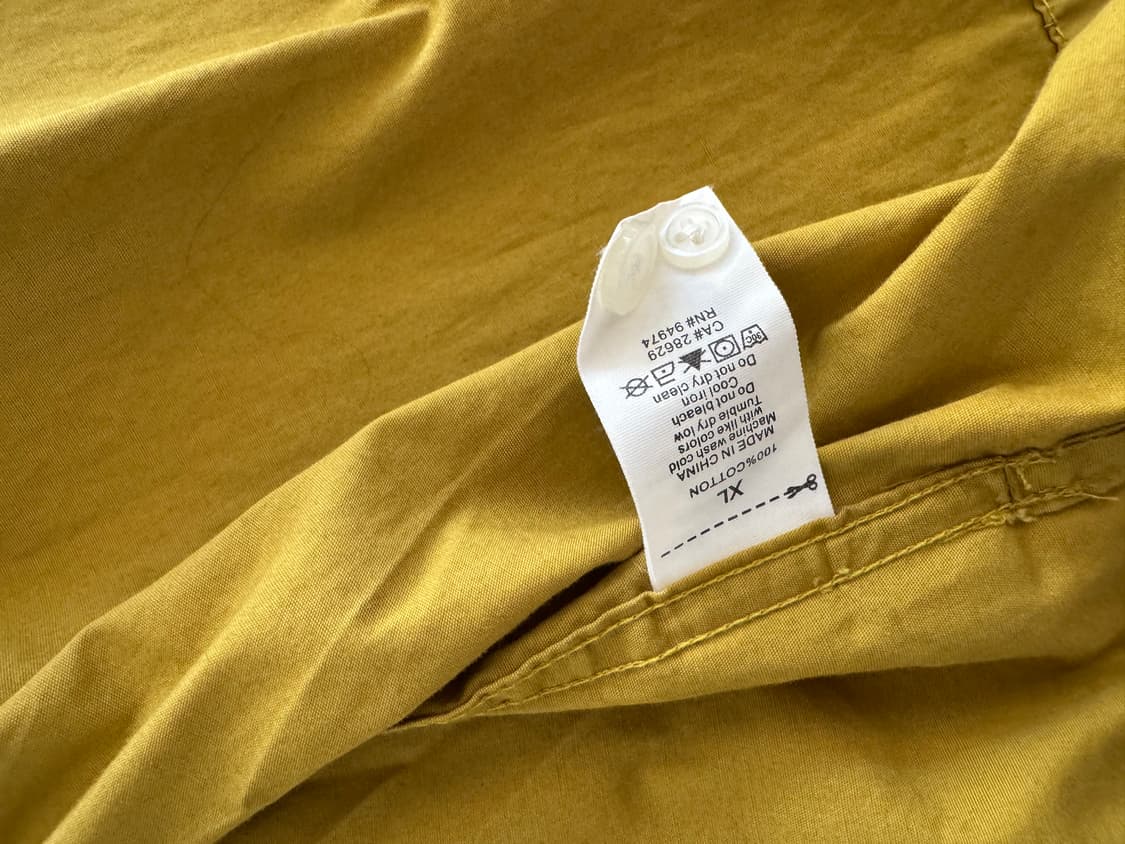 XL
100%COTTON
MADE IN CHINA
Machine wash cold
with like colors
Tumble dry low
Do not bleach
Cool iron
Do not dry clean
CA# 28629
RN# 94974